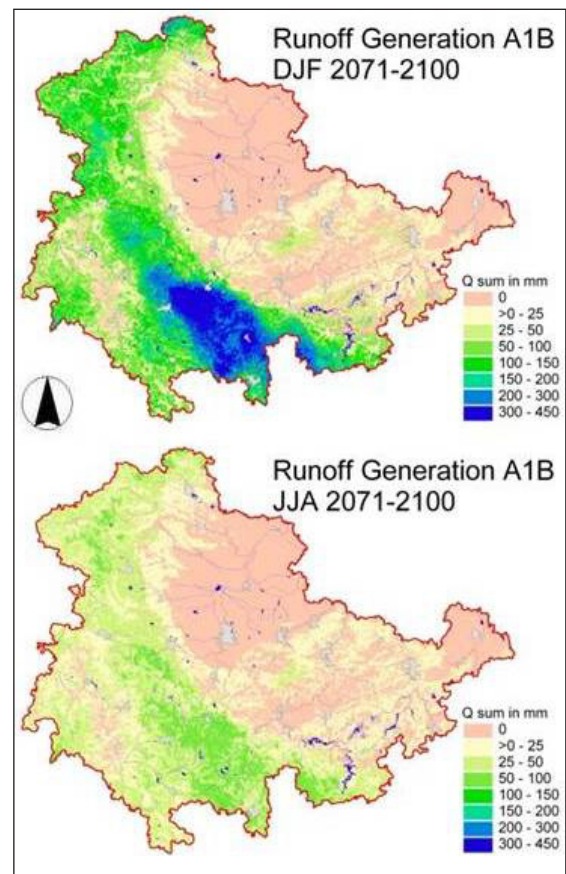 Runoff Generation A1B
DJF 2071-2100
Q sum in mm
0
>0 - 25
25 - 50
50 - 100
100 - 150
150 - 200
200 - 300
300 - 450
Runoff Generation A1B
JJA 2071-2100
Q sum in mm
0
>0 - 25
25 - 50
50 - 100
100 - 150
150 - 200
200 - 300
300 - 450